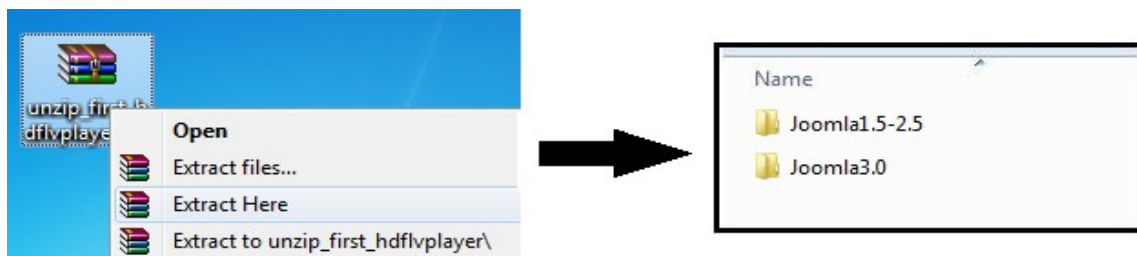 unzip_first_h
dflvplaye
Open
Extract files...
Extract Here
Extract to unzip_first_hdflvplayer\
Name
Joomla1.5-2.5
Joomla3.0